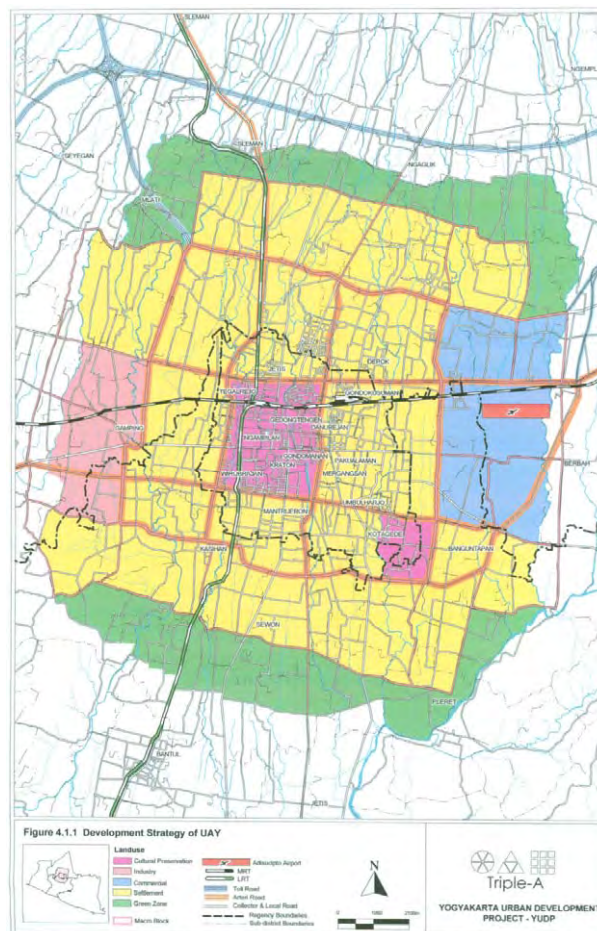 SLEMAN
NGEMPL
SLEMAN
SEYEGAN
NGAGLIK
MLATI
JETIS
DEPOK
TEGALREJO
GONDOKUSUMAN
GEDONGTENGEN
DANUREJAN
GAMPING
NGAMPILAN
GONDOMANAN
PAKUALAMAN
KRATON
MERGANGSAN
WIROBRAJAN
BERBAH
UMBULHARJO
MANTRIJERON
KOTAGEDE
KASIHAN
BANGUNTAPAN
SEWON
PLERET
BANTUL
JETIS
Figure 4.1.1 Development Strategy of UAY
Landuse
Cultural Preservation
Industry
Commercial
Settlement
Green Zone
Macro Block
Adisucipto Airport
MRT
LRT
Toll Road
Arteri Road
Collector & Local Road
Regency Boundaries
Sub-district Boundaries
N
0
Triple-A
YOGYAKARTA URBAN DEVELOPMENT
PROJECT - YUDP